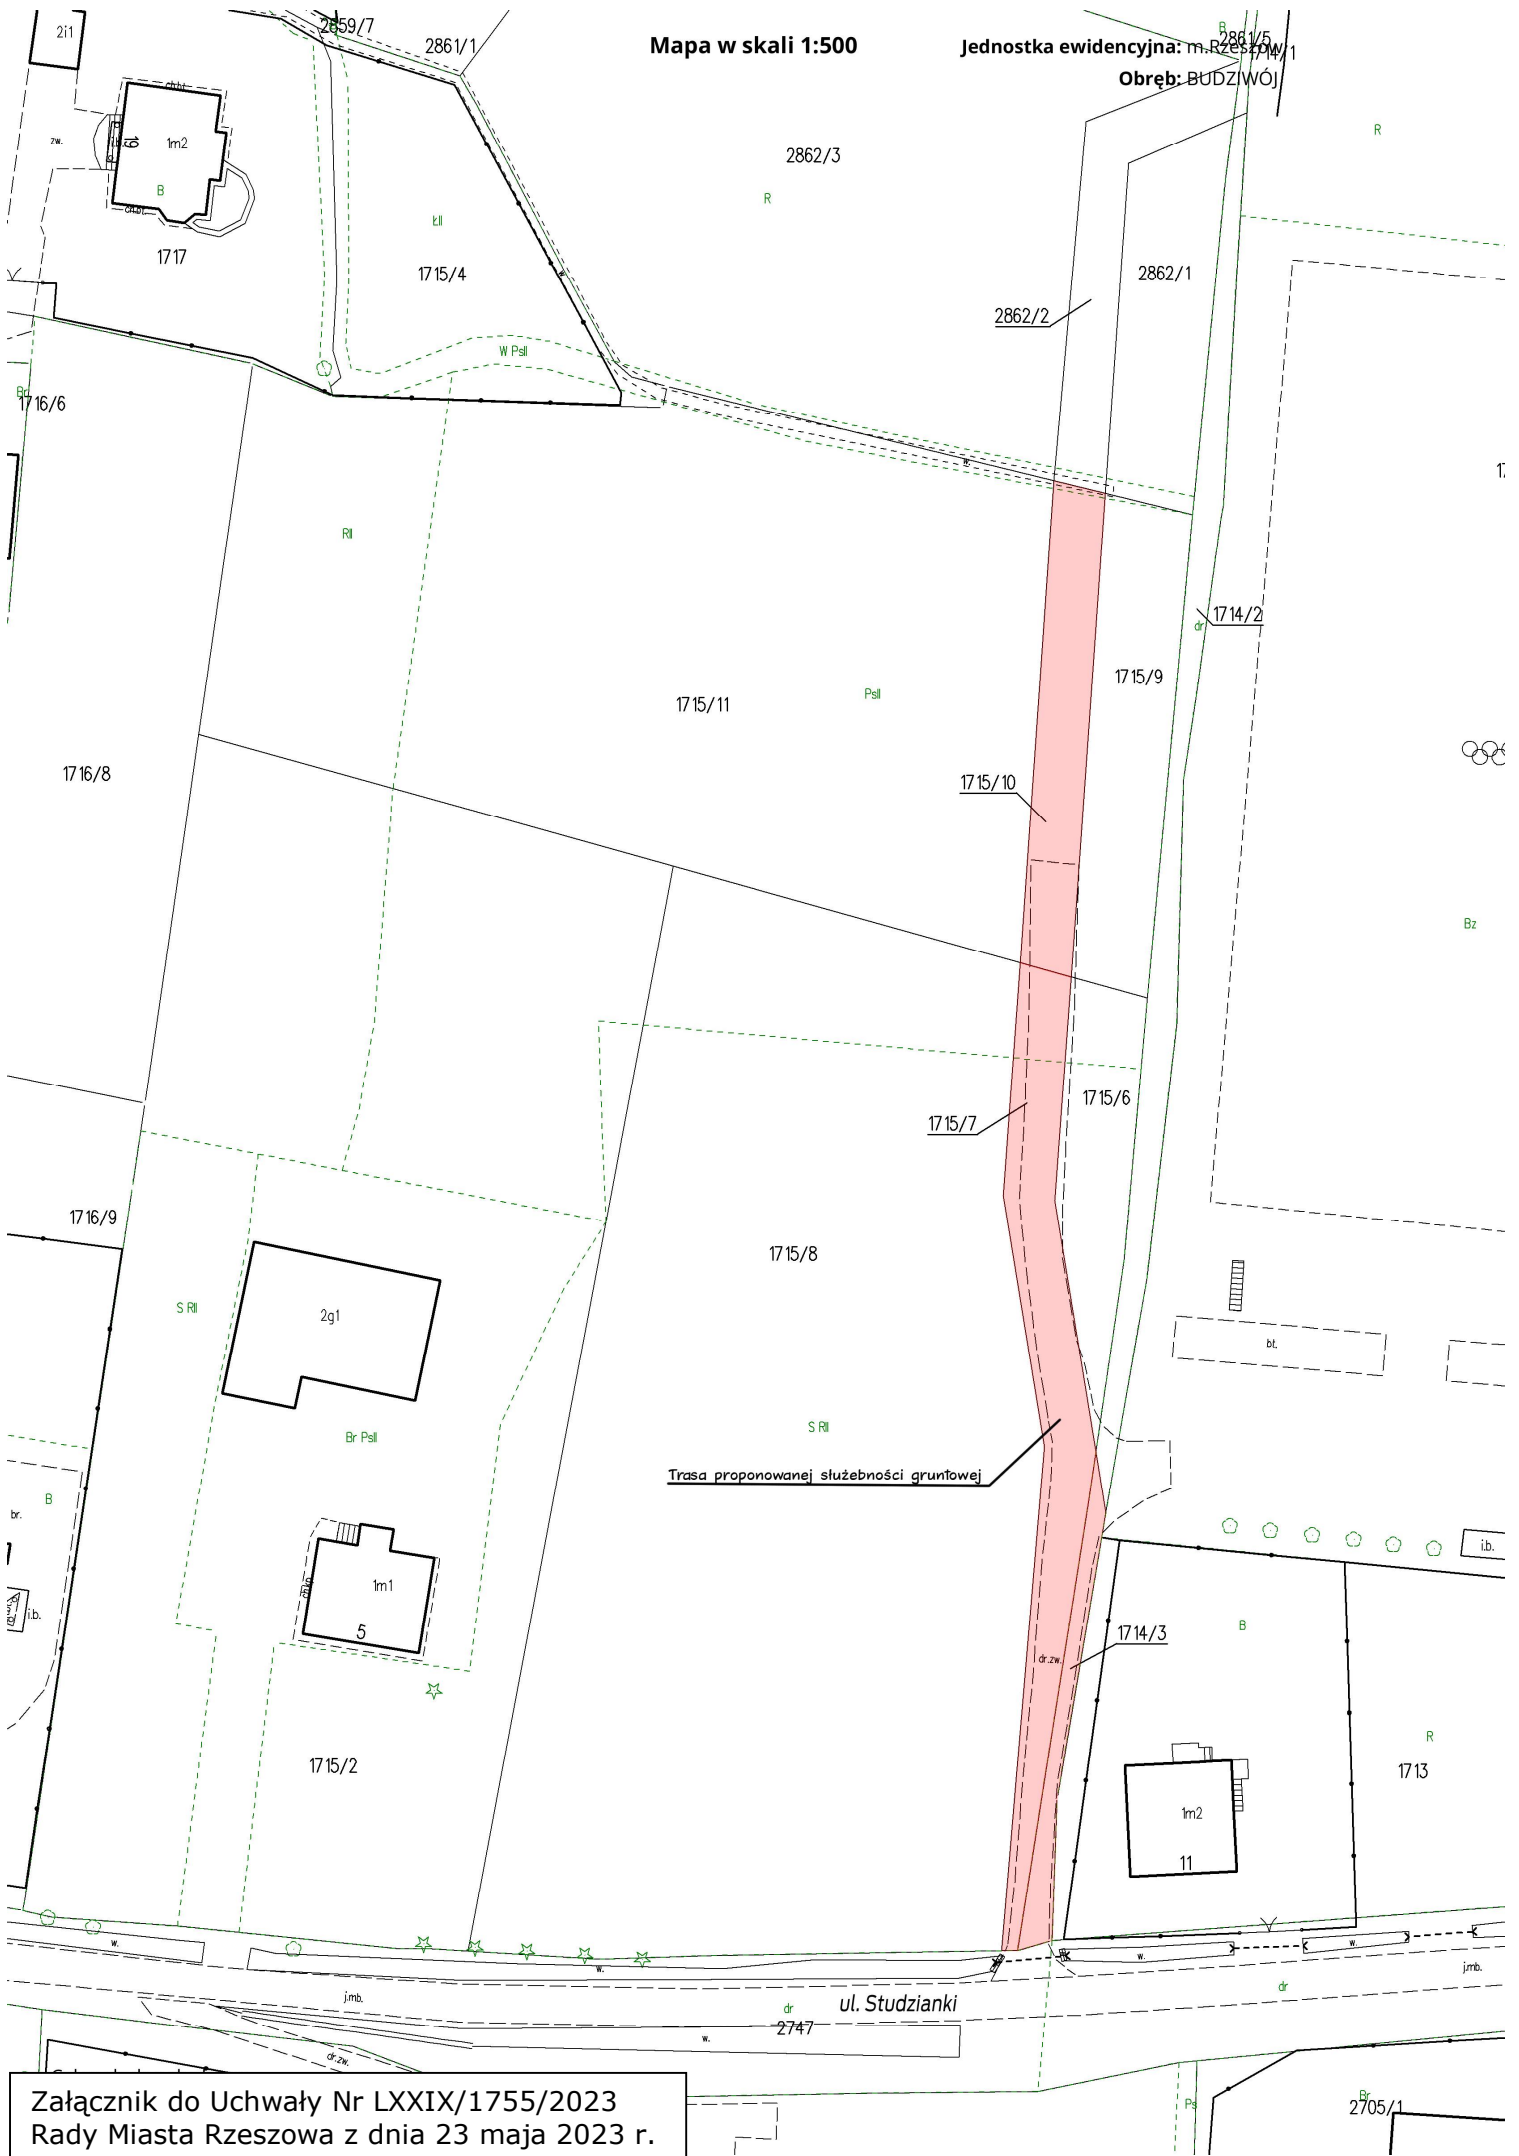 2i1
2859/7
2861/1
Mapa w skali 1:500
Jednostka ewidencyjna: m.Rzeszów
Obręb: BUDZIWÓJ
B
2861/5
1714/1
R
ch.bt.
zw.
i.b.
19
1m2
B
ch.bt.
1717
2862/3
R
ŁII
1715/4
2862/1
2862/2
W PsII
Br
1716/6
w.
RII
1714/2
dr
1715/9
PsII
1715/11
1716/8
1715/10
Bz
1715/6
1715/7
1716/9
1715/8
S RII
2g1
bt.
S RII
Br PsII
Trasa proponowanej służebności gruntowej
B
br.
i.b.
i.b.
1m1
5
B
1714/3
dr.zw.
R
1715/2
1713
1m2
11
w.
w.
w.
w.
j.mb.
j.mb.
dr
dr
ul. Studzianki
2747
w.
dr.zw.
Ps
Br
2705/1
Załącznik do Uchwały Nr LXXIX/1755/2023
Rady Miasta Rzeszowa z dnia 23 maja 2023 r.